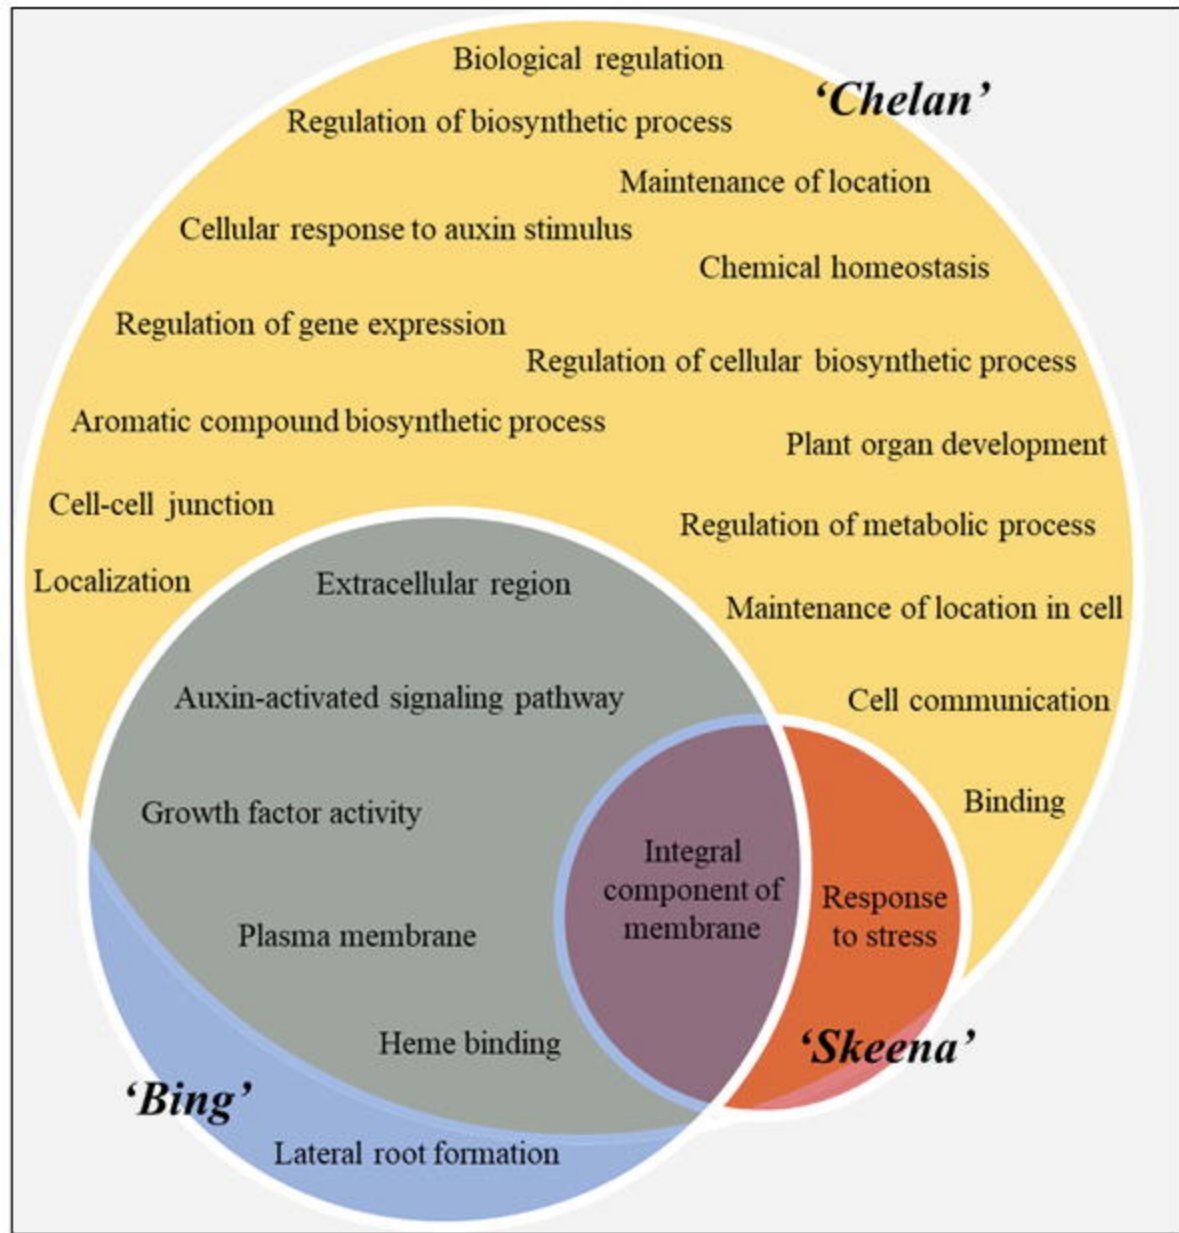 Biological regulation
‘Chelan’
Regulation of biosynthetic process
Maintenance of location
Cellular response to auxin stimulus
Chemical homeostasis
Regulation of gene expression
Regulation of cellular biosynthetic process
Aromatic compound biosynthetic process
Plant organ development
Cell-cell junction
Regulation of metabolic process
Localization
Extracellular region
Maintenance of location in cell
Auxin-activated signaling pathway
Cell communication
Growth factor activity
Binding
Integral
component of
membrane
Response
to stress
Plasma membrane
Heme binding
‘Skeena’
‘Bing’
Lateral root formation